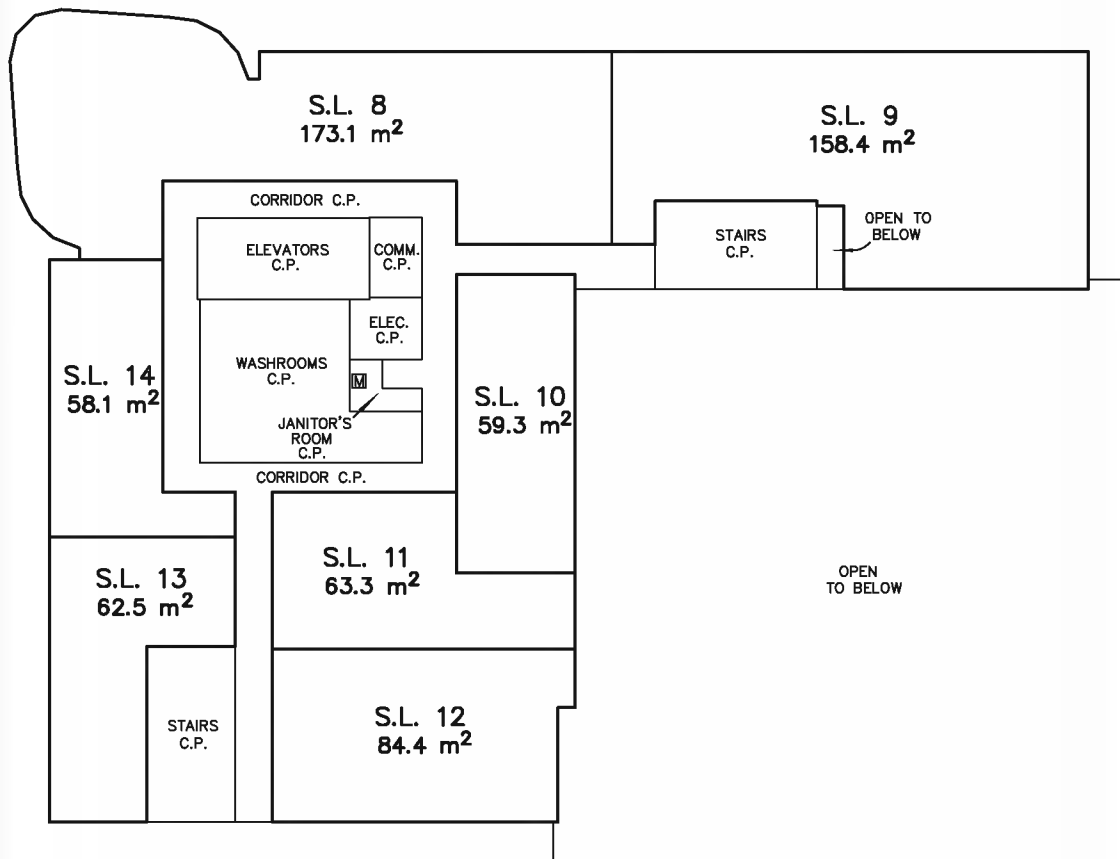 S.L. 8
173.1 m²
S.L. 9
158.4 m²
CORRIDOR C.P.
ELEVATORS
C.P.
COMM.
C.P.
STAIRS
C.P.
OPEN TO
BELOW
ELEC.
C.P.
WASHROOMS
C.P.
M
JANITOR'S
ROOM
C.P.
CORRIDOR C.P.
S.L. 14
58.1 m²
S.L. 10
59.3 m²
S.L. 11
63.3 m²
S.L. 13
62.5 m²
OPEN
TO BELOW
STAIRS
C.P.
S.L. 12
84.4 m²